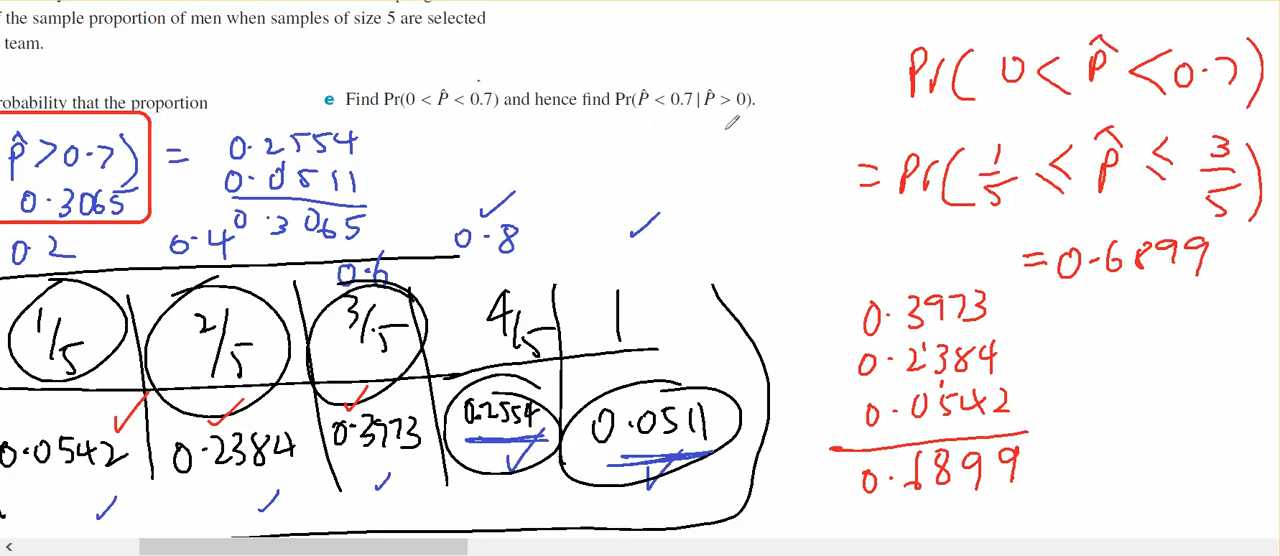 f the sample proportion of men when samples of size 5 are selected
team.
robability that the proportion
e Find Pr(0 < P̂ < 0.7) and hence find Pr(P̂ < 0.7 | P̂ > 0).
P̂ > 0.7) = 0.2554
0.0511
0.3065
0.3065
0.2 0.4 0.6 0.8
1/5 2/5 3/5 4/5 1
0.0542 0.2384 0.3973 0.2554 0.0511
Pr( 0 < P̂ < 0.7)
= Pr( 1/5 ≤ P̂ ≤ 3/5)
= 0.6899
0.3973
0.2384
0.0542
0.6899